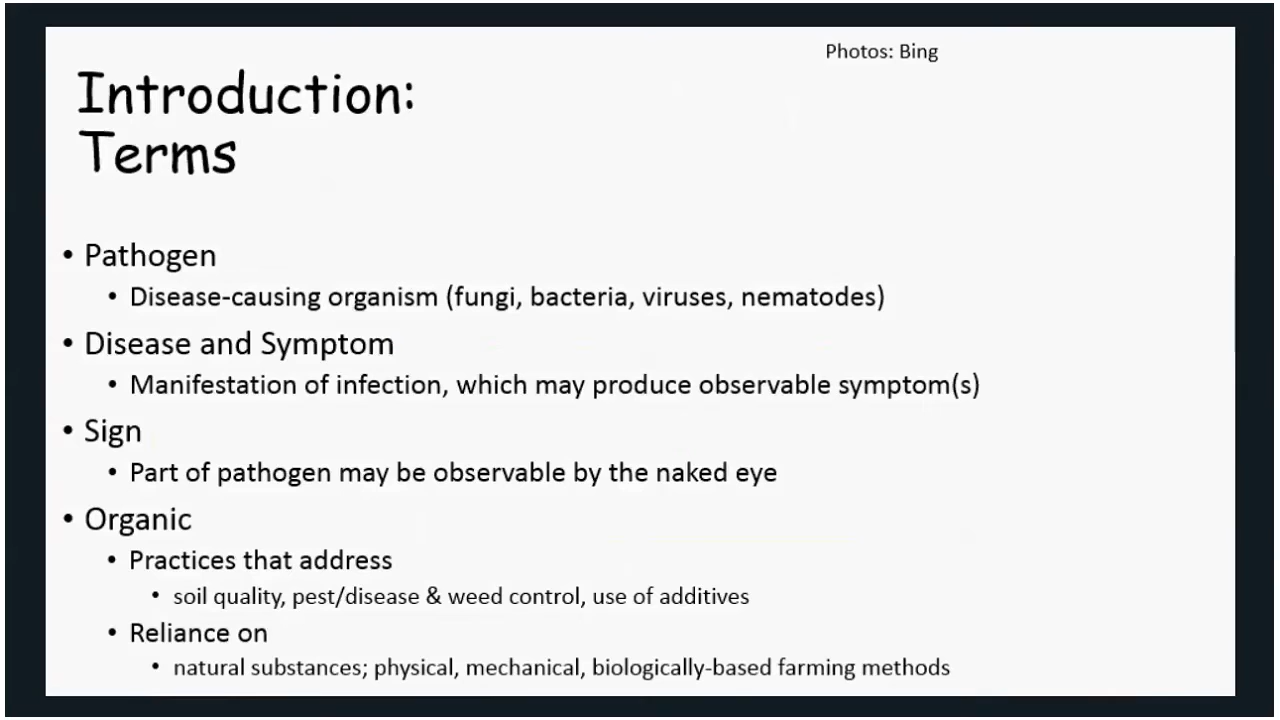 Photos: Bing
Introduction:
Terms
• Pathogen
• Disease-causing organism (fungi, bacteria, viruses, nematodes)
• Disease and Symptom
• Manifestation of infection, which may produce observable symptom(s)
• Sign
• Part of pathogen may be observable by the naked eye
• Organic
• Practices that address
• soil quality, pest/disease & weed control, use of additives
• Reliance on
• natural substances; physical, mechanical, biologically-based farming methods